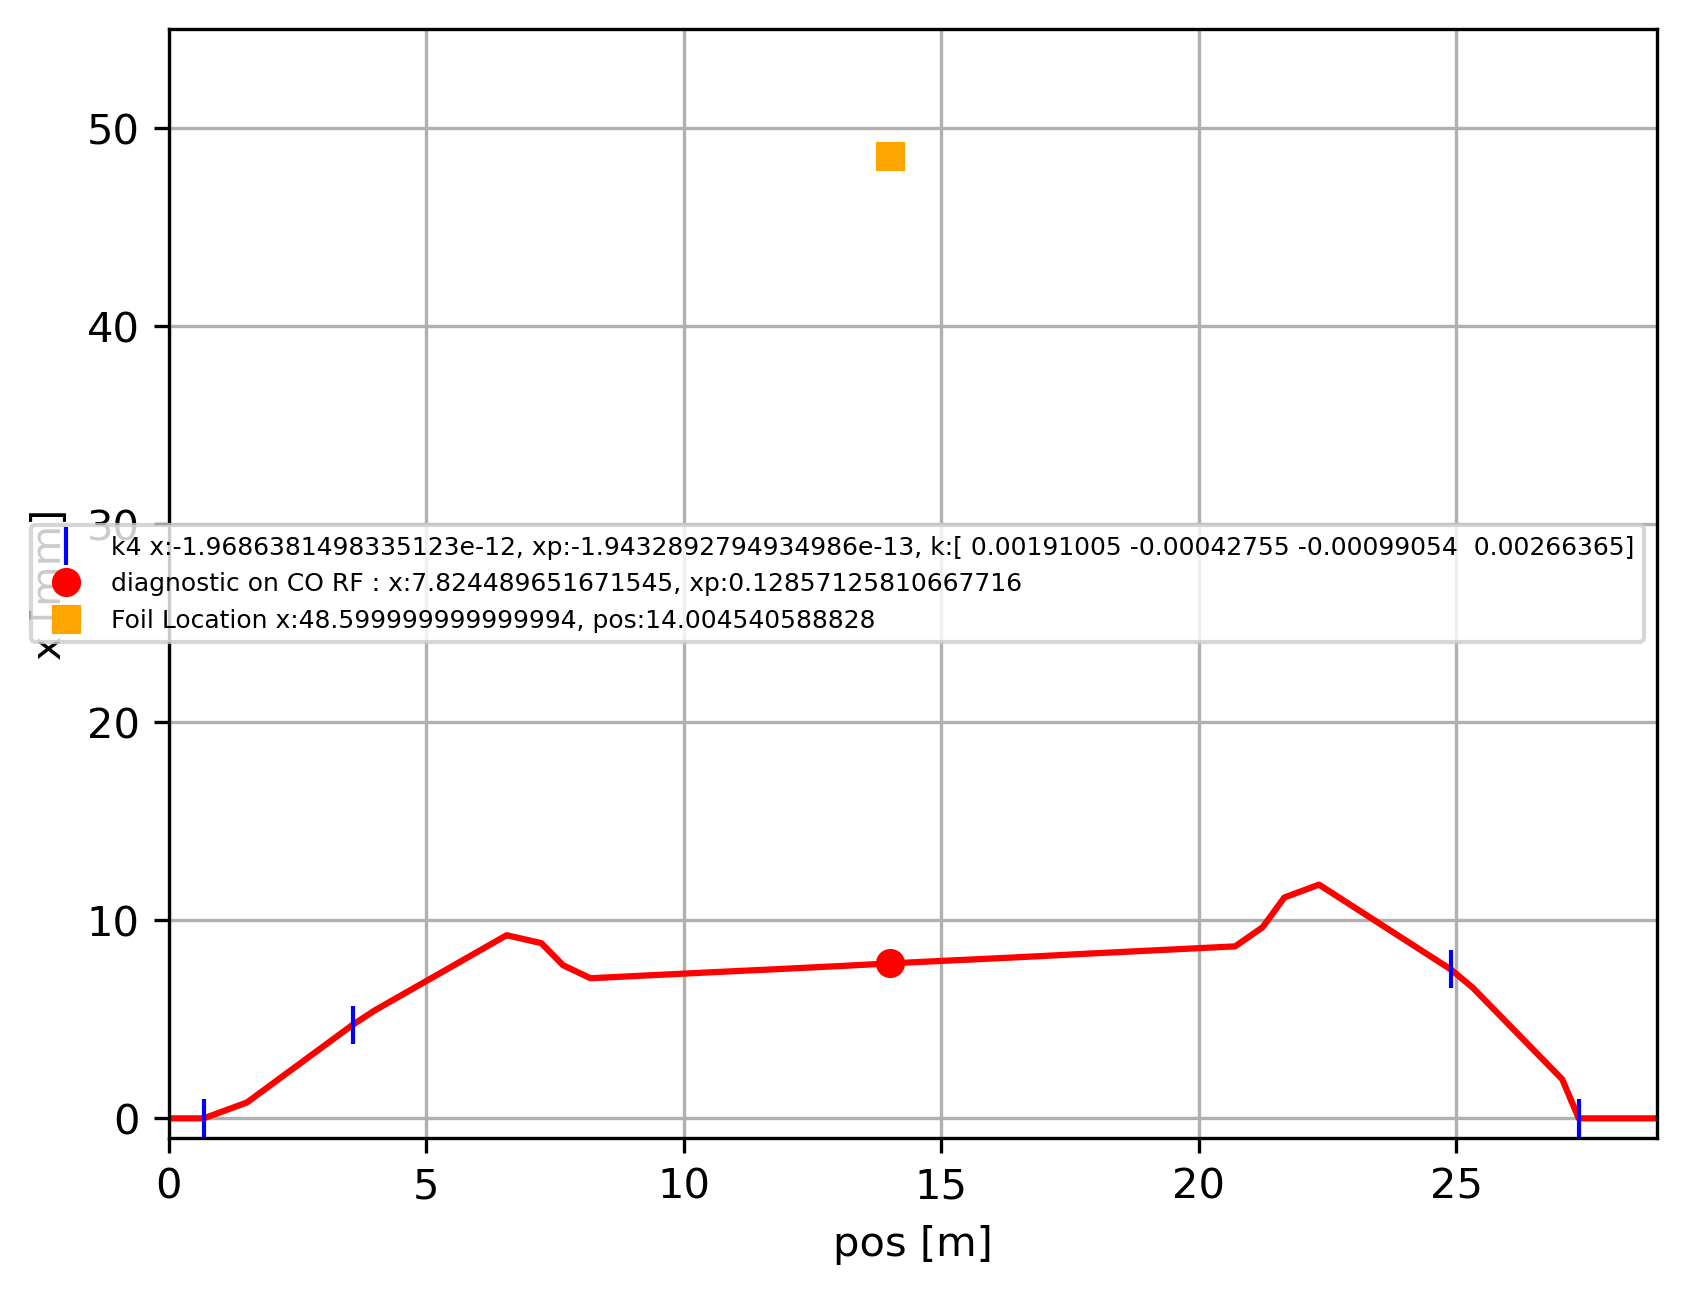 50
40
30
20
10
0
x [mm]
k4 x:-1.9686381498335123e-12, xp:-1.9432892794934986e-13, k:[ 0.00191005 -0.00042755 -0.00099054  0.00266365]
diagnostic on CO RF : x:7.824489651671545, xp:0.12857125810667716
Foil Location x:48.599999999999994, pos:14.004540588828
0 5 10 15 20 25
pos [m]